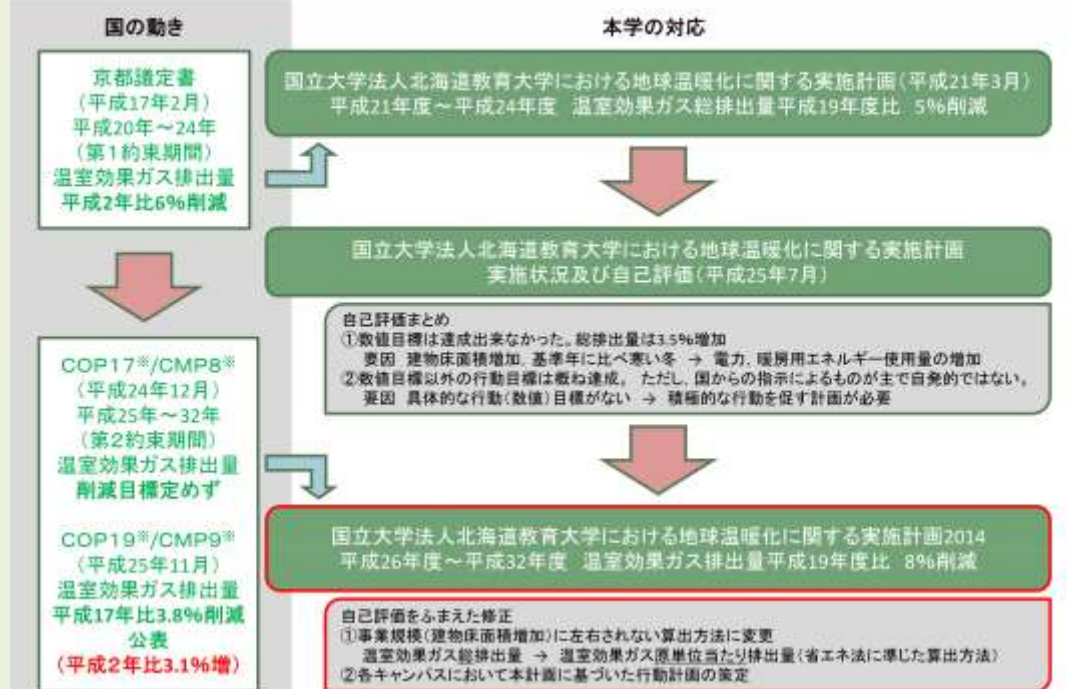 国の動き
京都議定書
(平成17年2月)
平成20年～24年
(第1約束期間)
温室効果ガス排出量
平成2年比6%削減
COP17※/CMP8※
(平成24年12月)
平成25年～32年
(第2約束期間)
温室効果ガス排出量
削減目標定めず
COP19※/CMP9※
(平成25年11月)
温室効果ガス排出量
平成17年比3.8%削減
公表
(平成2年比3.1%増)
本学の対応
国立大学法人北海道教育大学における地球温暖化に関する実施計画(平成21年3月)
平成21年度～平成24年度 温室効果ガス総排出量平成19年度比 5%削減
国立大学法人北海道教育大学における地球温暖化に関する実施計画
実施状況及び自己評価(平成25年7月)
自己評価まとめ
①数値目標は達成出来なかった。総排出量は3.5%増加
要因 建物床面積増加、基準年に比べ寒い冬 → 電力、暖房用エネルギー使用量の増加
②数値目標以外の行動目標は概ね達成。 ただし、国からの指示によるものが主で自発的ではない。
要因 具体的な行動(数値)目標がない → 積極的な行動を促す計画が必要
国立大学法人北海道教育大学における地球温暖化に関する実施計画2014
平成26年度～平成32年度 温室効果ガス排出量平成19年度比 8%削減
自己評価をふまえた修正
①事業規模(建物床面積増加)に左右されない算出方法に変更
温室効果ガス総排出量 → 温室効果ガス原単位当たり排出量(省エネ法に準じた算出方法)
②各キャンパスにおいて本計画に基づいた行動計画の策定